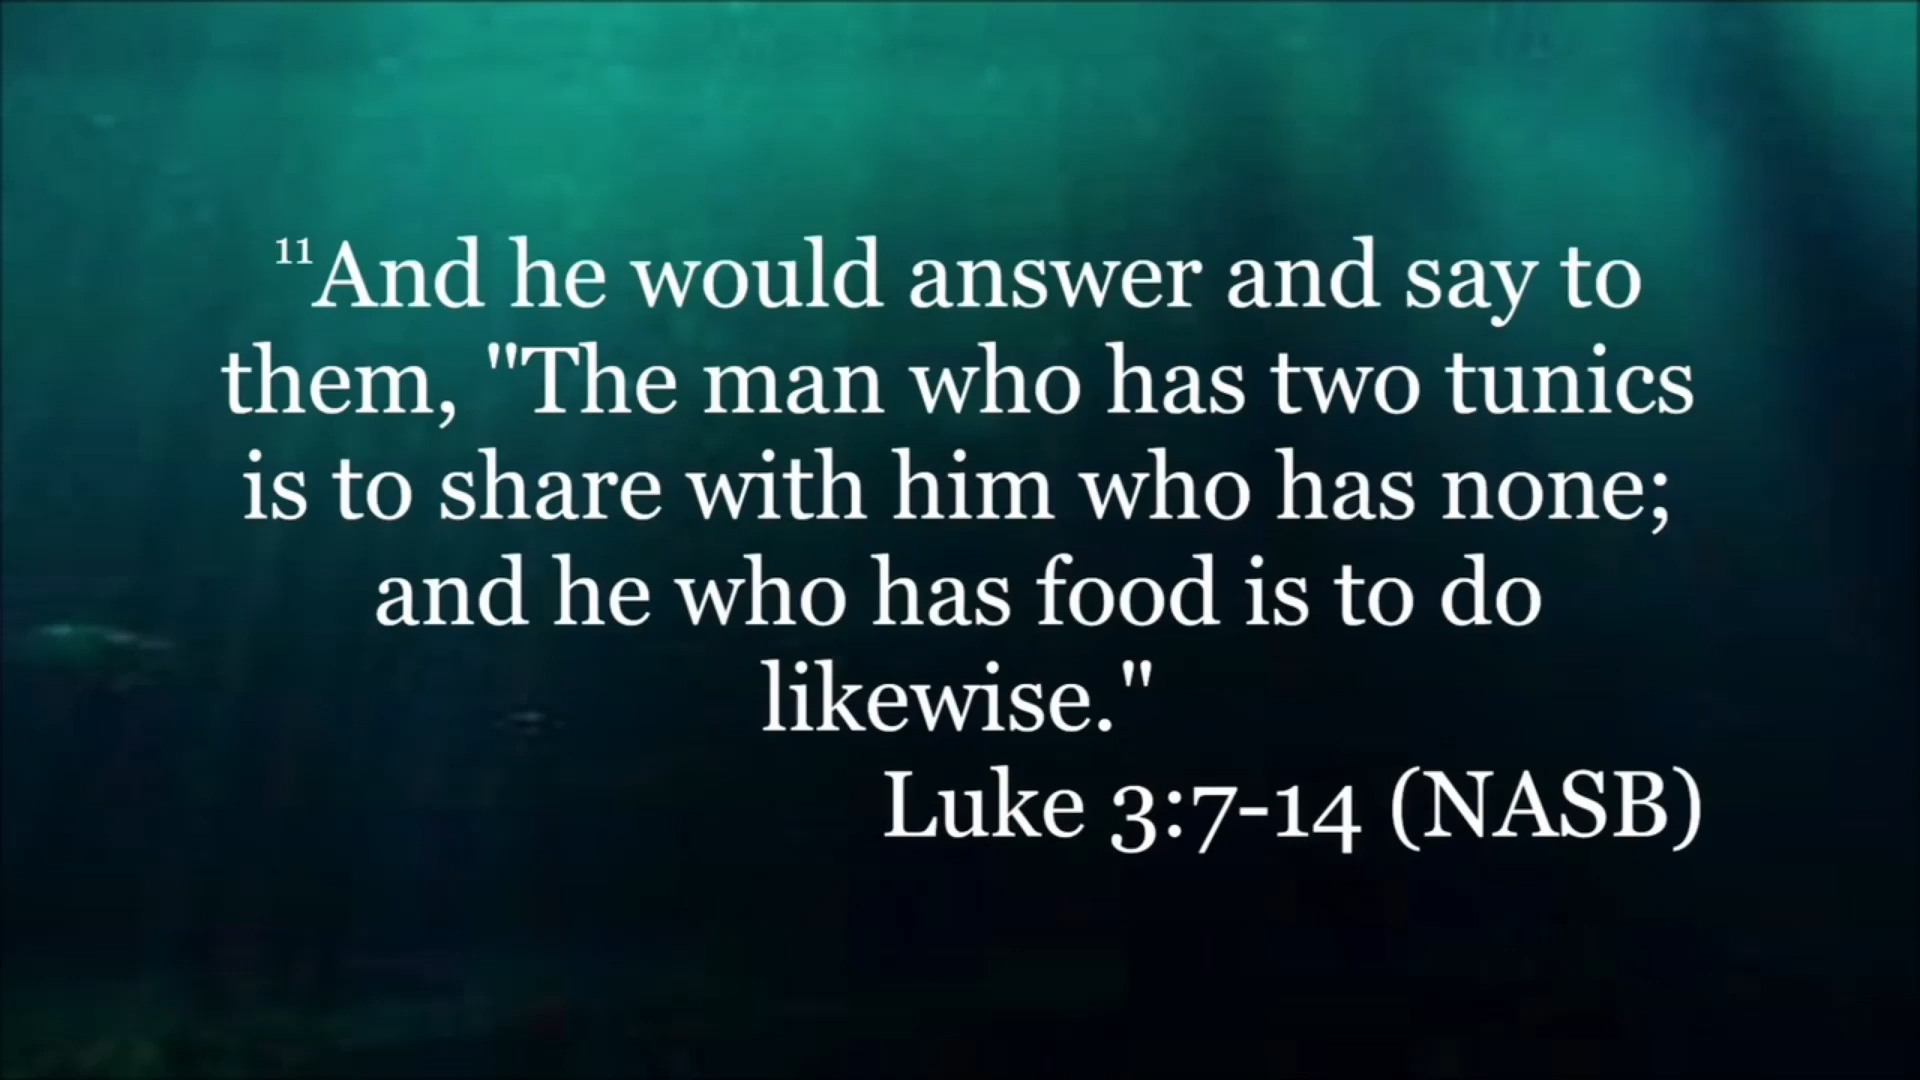 ¹¹And he would answer and say to
them, "The man who has two tunics
is to share with him who has none;
and he who has food is to do
likewise."
Luke 3:7-14 (NASB)